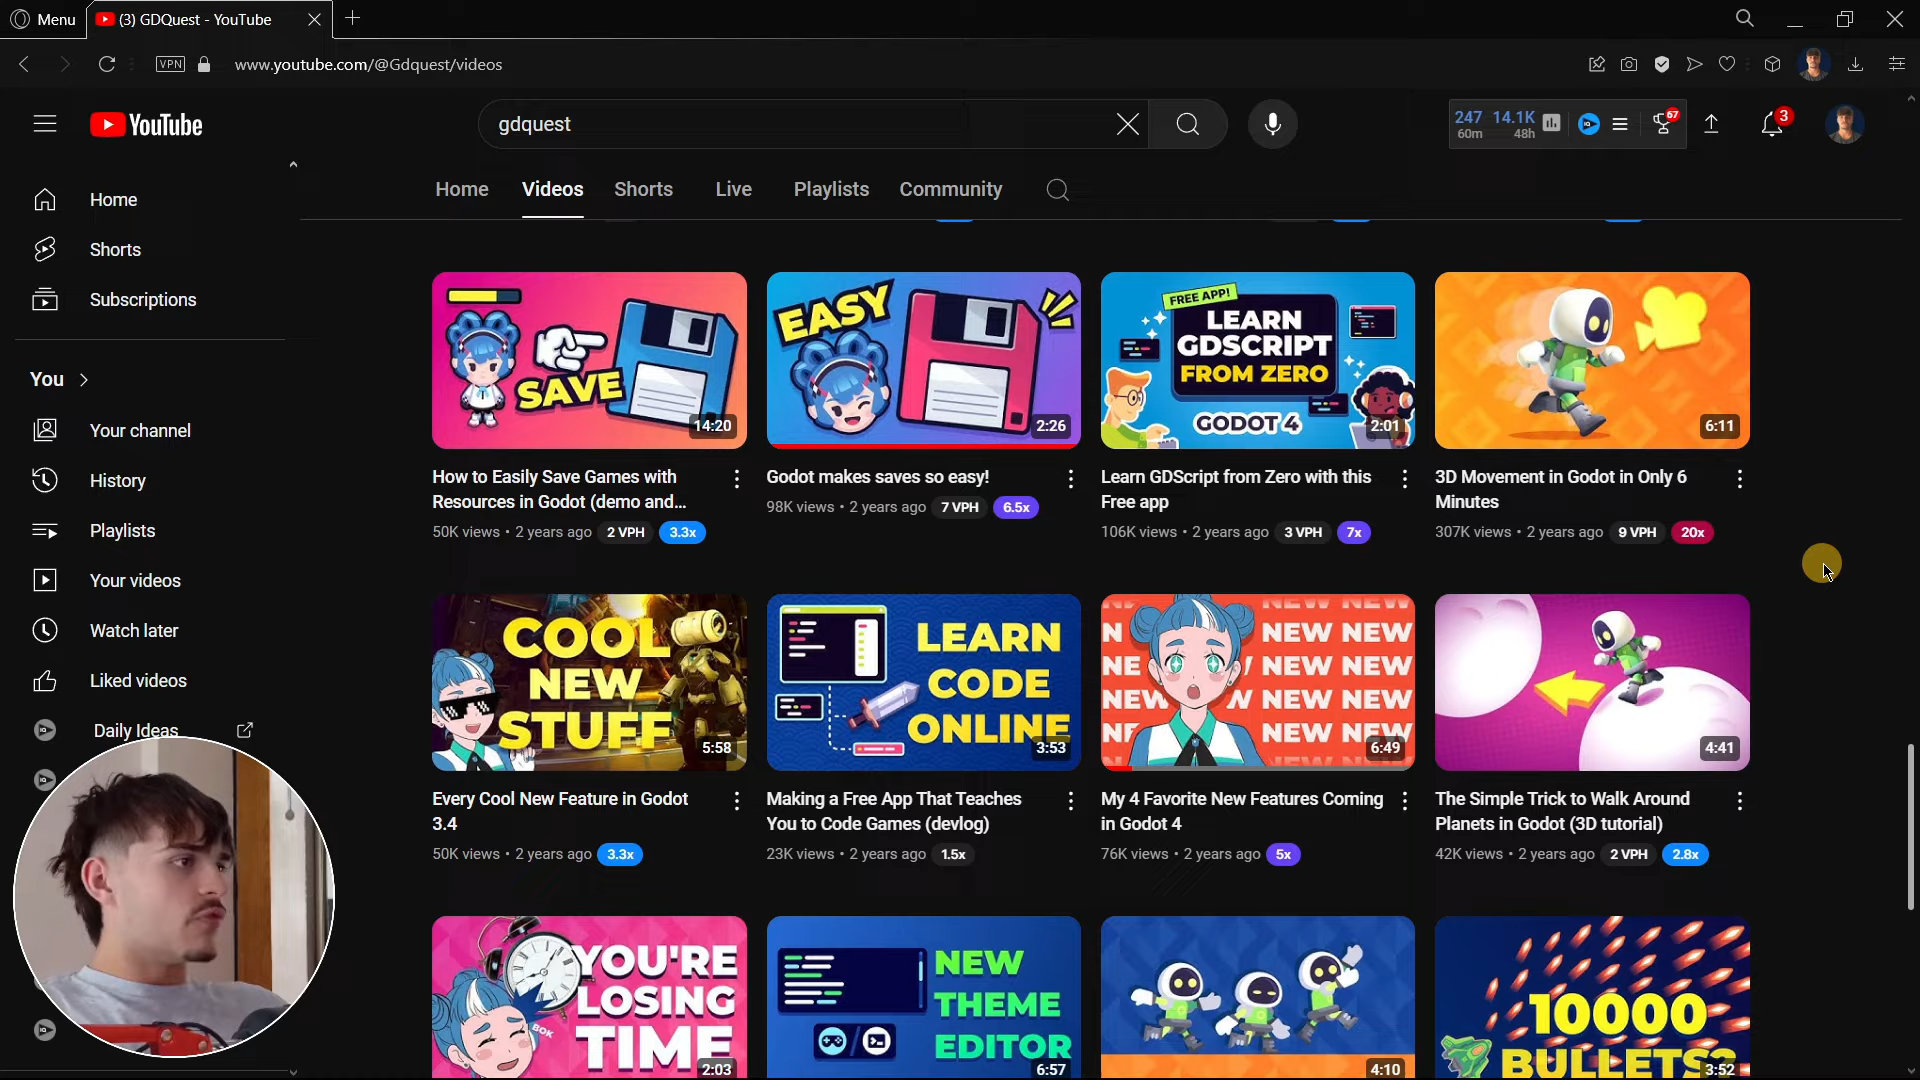 Menu
(3) GDQuest - YouTube
VPN
www.youtube.com/@Gdquest/videos
YouTube
gdquest
247 14.1K
60m 48h
67
3
Home
Videos
Shorts
Live
Playlists
Community
Home
Shorts
Subscriptions
You
Your channel
History
Playlists
Your videos
Watch later
Liked videos
Daily Ideas
SAVE
14:20
EASY
2:26
FREE APP!
LEARN
GDSCRIPT
FROM ZERO
GODOT 4
2:01
6:11
How to Easily Save Games with
Resources in Godot (demo and...
50K views • 2 years ago 2 VPH 3.3x
Godot makes saves so easy!
98K views • 2 years ago 7 VPH 6.5x
Learn GDScript from Zero with this
Free app
106K views • 2 years ago 3 VPH 7x
3D Movement in Godot in Only 6
Minutes
307K views • 2 years ago 9 VPH 20x
COOL
NEW
STUFF
5:58
LEARN
CODE
ONLINE
3:53
NEW NEW
NEW NEW
NEW NEW
NEW NEW
6:49
4:41
Every Cool New Feature in Godot
3.4
50K views • 2 years ago 3.3x
Making a Free App That Teaches
You to Code Games (devlog)
23K views • 2 years ago 1.5x
My 4 Favorite New Features Coming
in Godot 4
76K views • 2 years ago 5x
The Simple Trick to Walk Around
Planets in Godot (3D tutorial)
42K views • 2 years ago 2 VPH 2.8x
YOU'RE
LOSING
TIME
BOK
2:03
NEW
THEME
EDITOR
6:57
4:10
10000
BULLETS?
3:52